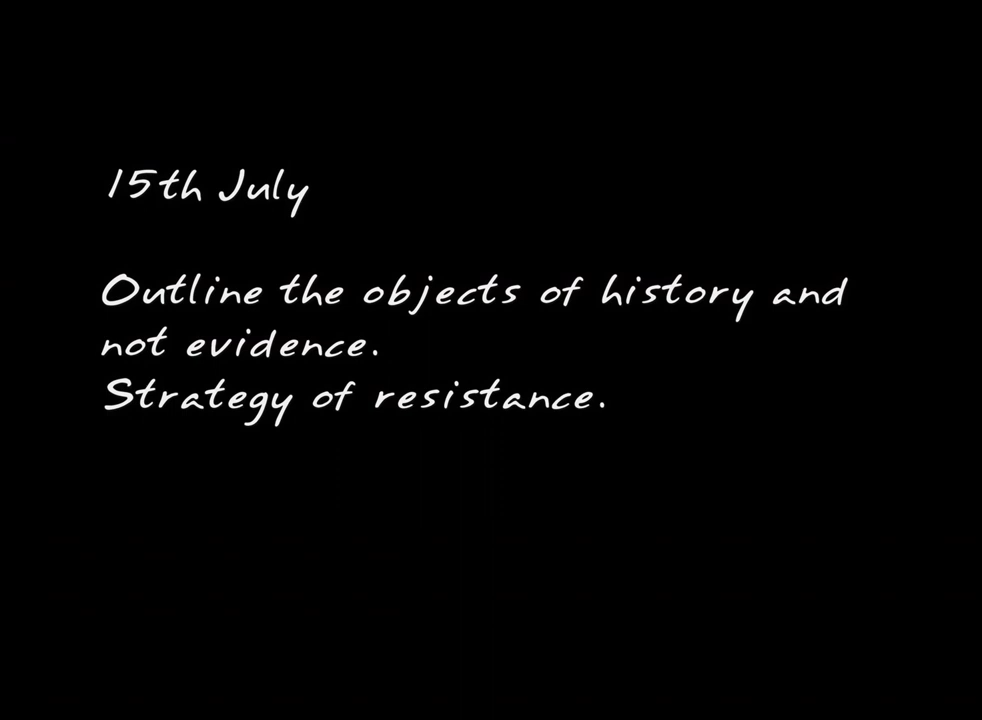 15th July
Outline the objects of history and
not evidence.
Strategy of resistance.